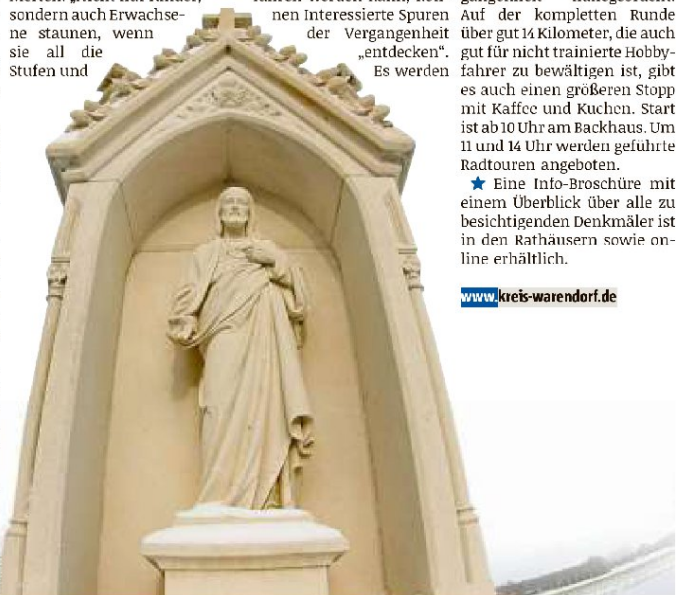 sondern auch Erwachse-
ne staunen, wenn
sie all die
Stufen und
nen Interessierte Spuren
der Vergangenheit
„entdecken“.
Es werden
Auf der kompletten Runde
über gut 14 Kilometer, die auch
gut für nicht trainierte Hobby-
fahrer zu bewältigen ist, gibt
es auch einen größeren Stopp
mit Kaffee und Kuchen. Start
ist ab 10 Uhr am Backhaus. Um
11 und 14 Uhr werden geführte
Radtouren angeboten.
★ Eine Info-Broschüre mit
einem Überblick über alle zu
besichtigenden Denkmäler ist
in den Rathäusern sowie on-
line erhältlich.
www.kreis-warendorf.de